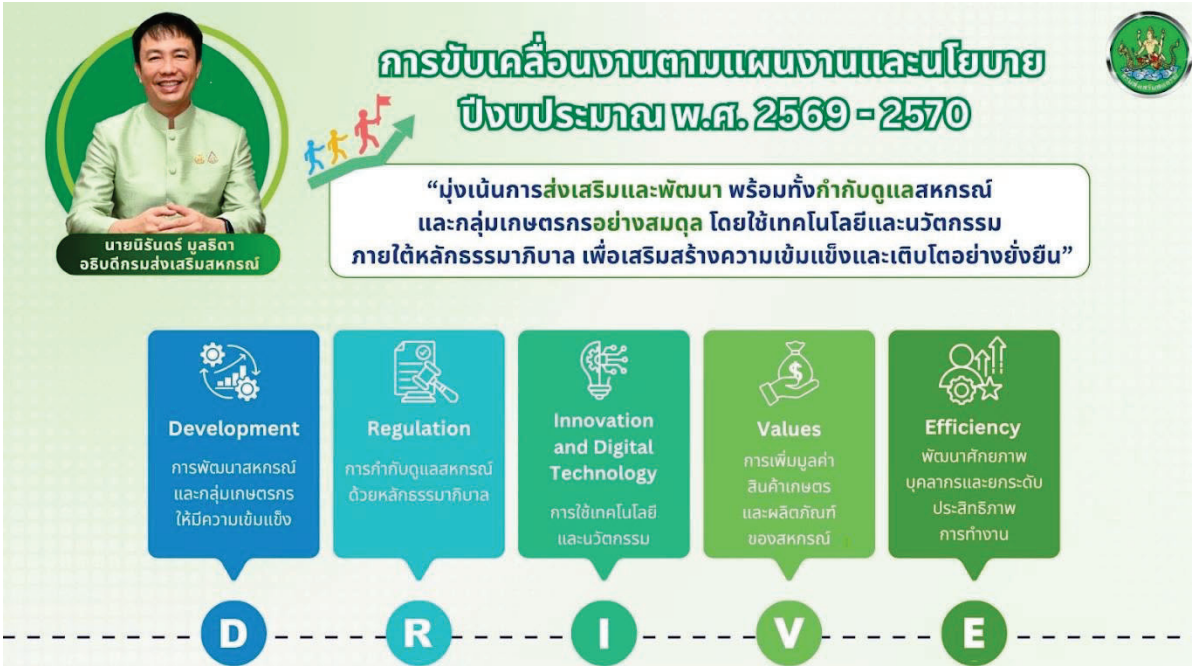 การขับเคลื่อนงานตามแผนงานและนโยบาย
ปีงบประมาณ พ.ศ. 2569 - 2570
“มุ่งเน้นการส่งเสริมและพัฒนา พร้อมทั้งกำกับดูแลสหกรณ์
และกลุ่มเกษตรกรอย่างสมดุล โดยใช้เทคโนโลยีและนวัตกรรม
ภายใต้หลักธรรมาภิบาล เพื่อเสริมสร้างความเข้มแข็งและเติบโตอย่างยั่งยืน”
นายนิรันดร์ มูลธิดา
อธิบดีกรมส่งเสริมสหกรณ์
Development
การพัฒนาสหกรณ์
และกลุ่มเกษตรกร
ให้มีความเข้มแข็ง
Regulation
การกำกับดูแลสหกรณ์
ด้วยหลักธรรมาภิบาล
Innovation
and Digital
Technology
การใช้เทคโนโลยี
และนวัตกรรม
Values
การเพิ่มมูลค่า
สินค้าเกษตร
และผลิตภัณฑ์
ของสหกรณ์
Efficiency
พัฒนาศักยภาพ
บุคลากรและยกระดับ
ประสิทธิภาพ
การทำงาน
D R I V E